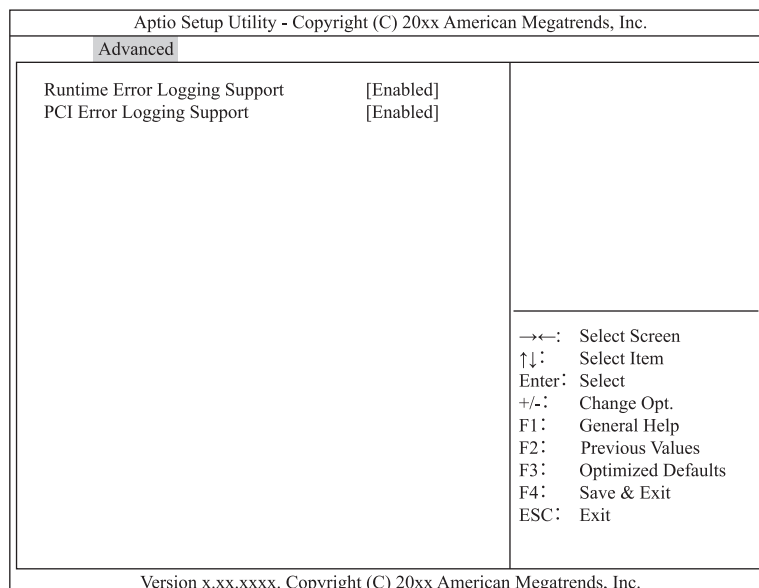 Aptio Setup Utility - Copyright (C) 20xx American Megatrends, Inc.
Advanced
Runtime Error Logging Support [Enabled]
PCI Error Logging Support [Enabled]
→←: Select Screen
↑↓: Select Item
Enter: Select
+/-: Change Opt.
F1: General Help
F2: Previous Values
F3: Optimized Defaults
F4: Save & Exit
ESC: Exit
Version x.xx.xxxx. Copyright (C) 20xx American Megatrends, Inc.